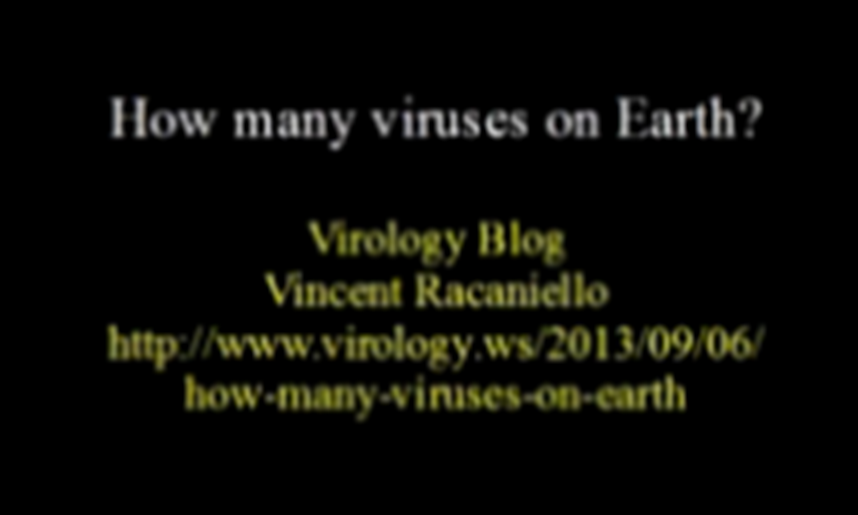 How many viruses on Earth?
Virology Blog
Vincent Racaniello
http://www.virology.ws/2013/09/06/
how-many-viruses-on-earth